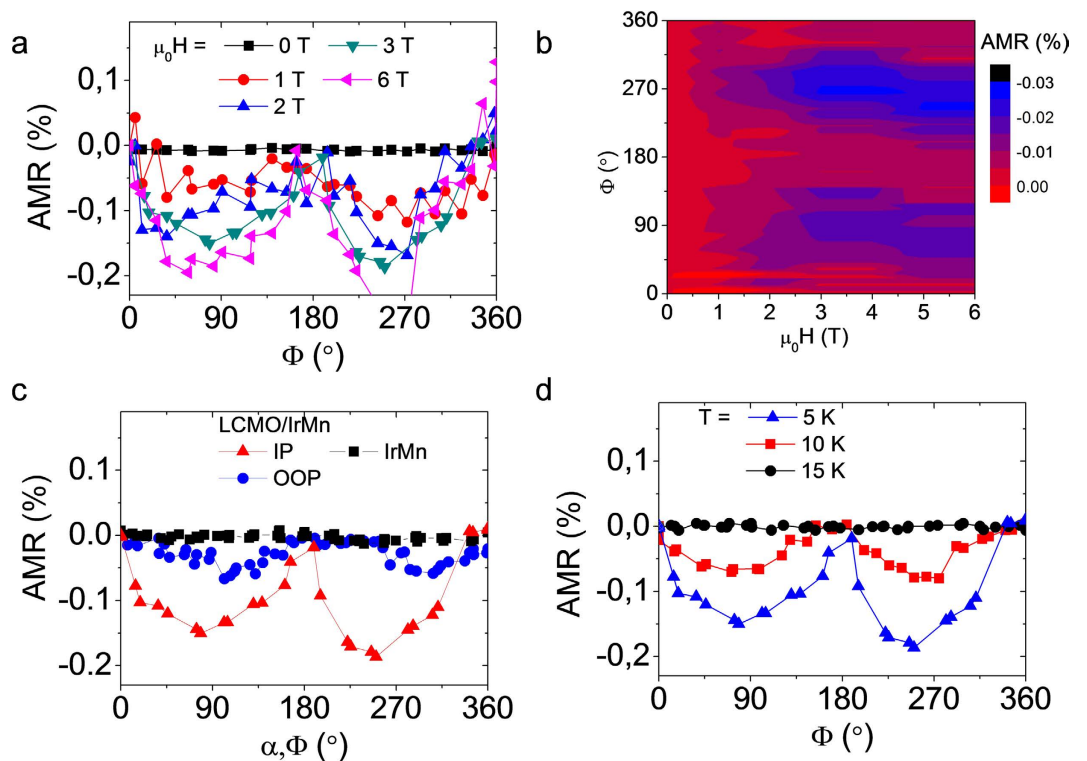 a
μ₀H =
0 T
3 T
1 T
6 T
2 T
0,1
0,0
-0,1
-0,2
AMR (%)
0
90
180
270
360
Φ (°)
b
360
270
180
90
0
Φ (°)
0
1
2
3
4
5
6
μ₀H (T)
AMR (%)
-0.03
-0.02
-0.01
0.00
c
LCMO/IrMn
IP
IrMn
OOP
0.1
0.0
-0.1
-0.2
AMR (%)
0
90
180
270
360
α,Φ (°)
d
T =
5 K
10 K
15 K
0,1
0,0
-0,1
-0,2
AMR (%)
0
90
180
270
360
Φ (°)